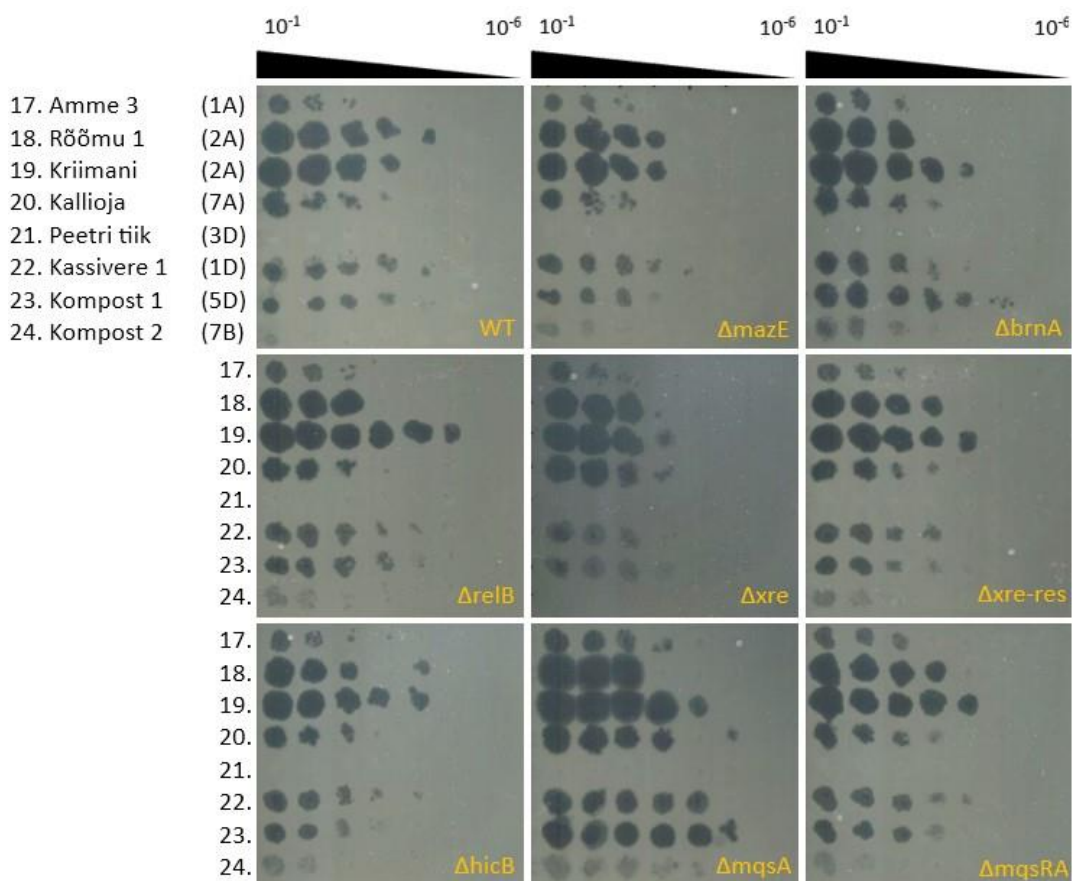 10-1 10-6 10-1 10-6 10-1 10-6
17. Amme 3 (1A)
18. Rõõmu 1 (2A)
19. Kriimani (2A)
20. Kallioja (7A)
21. Peetri tiik (3D)
22. Kassivere 1 (1D)
23. Kompost 1 (5D)
24. Kompost 2 (7B)
WT ΔmazE ΔbrnA
17.
18.
19.
20.
21.
22.
23.
24.
ΔrelB Δxre Δxre-res
17.
18.
19.
20.
21.
22.
23.
24.
ΔhicB ΔmqsA ΔmqsRA